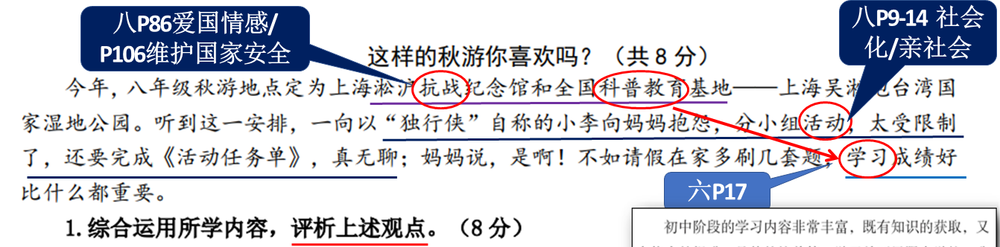 八P86爱国情感/
P106维护国家安全
八P9-14 社会
化/亲社会
这样的秋游你喜欢吗？（共 8 分）
今年，八年级秋游地点定为上海淞沪抗战纪念馆和全国科普教育基地——上海吴淞炮台湾国
家湿地公园。听到这一安排，一向以“独行侠”自称的小李向妈妈抱怨，分小组活动，太受限制
了，还要完成《活动任务单》，真无聊；妈妈说，是啊！不如请假在家多刷几套题，学习成绩好
比什么都重要。
六P17
1. 综合运用所学内容，评析上述观点。（8 分）
初中阶段的学习内容非常丰富，既有知识的获取，又